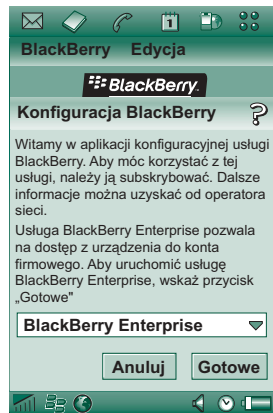 BlackBerry Edycja
BlackBerry.
Konfiguracja BlackBerry
Witamy w aplikacji konfiguracyjnej usługi
BlackBerry. Aby móc korzystać z tej
usługi, należy ją subskrybować. Dalsze
informacje można uzyskać od operatora
sieci.
Usługa BlackBerry Enterprise pozwala
na dostęp z urządzenia do konta
firmowego. Aby uruchomić usługę
BlackBerry Enterprise, wskaż przycisk
„Gotowe"
BlackBerry Enterprise
Anuluj Gotowe